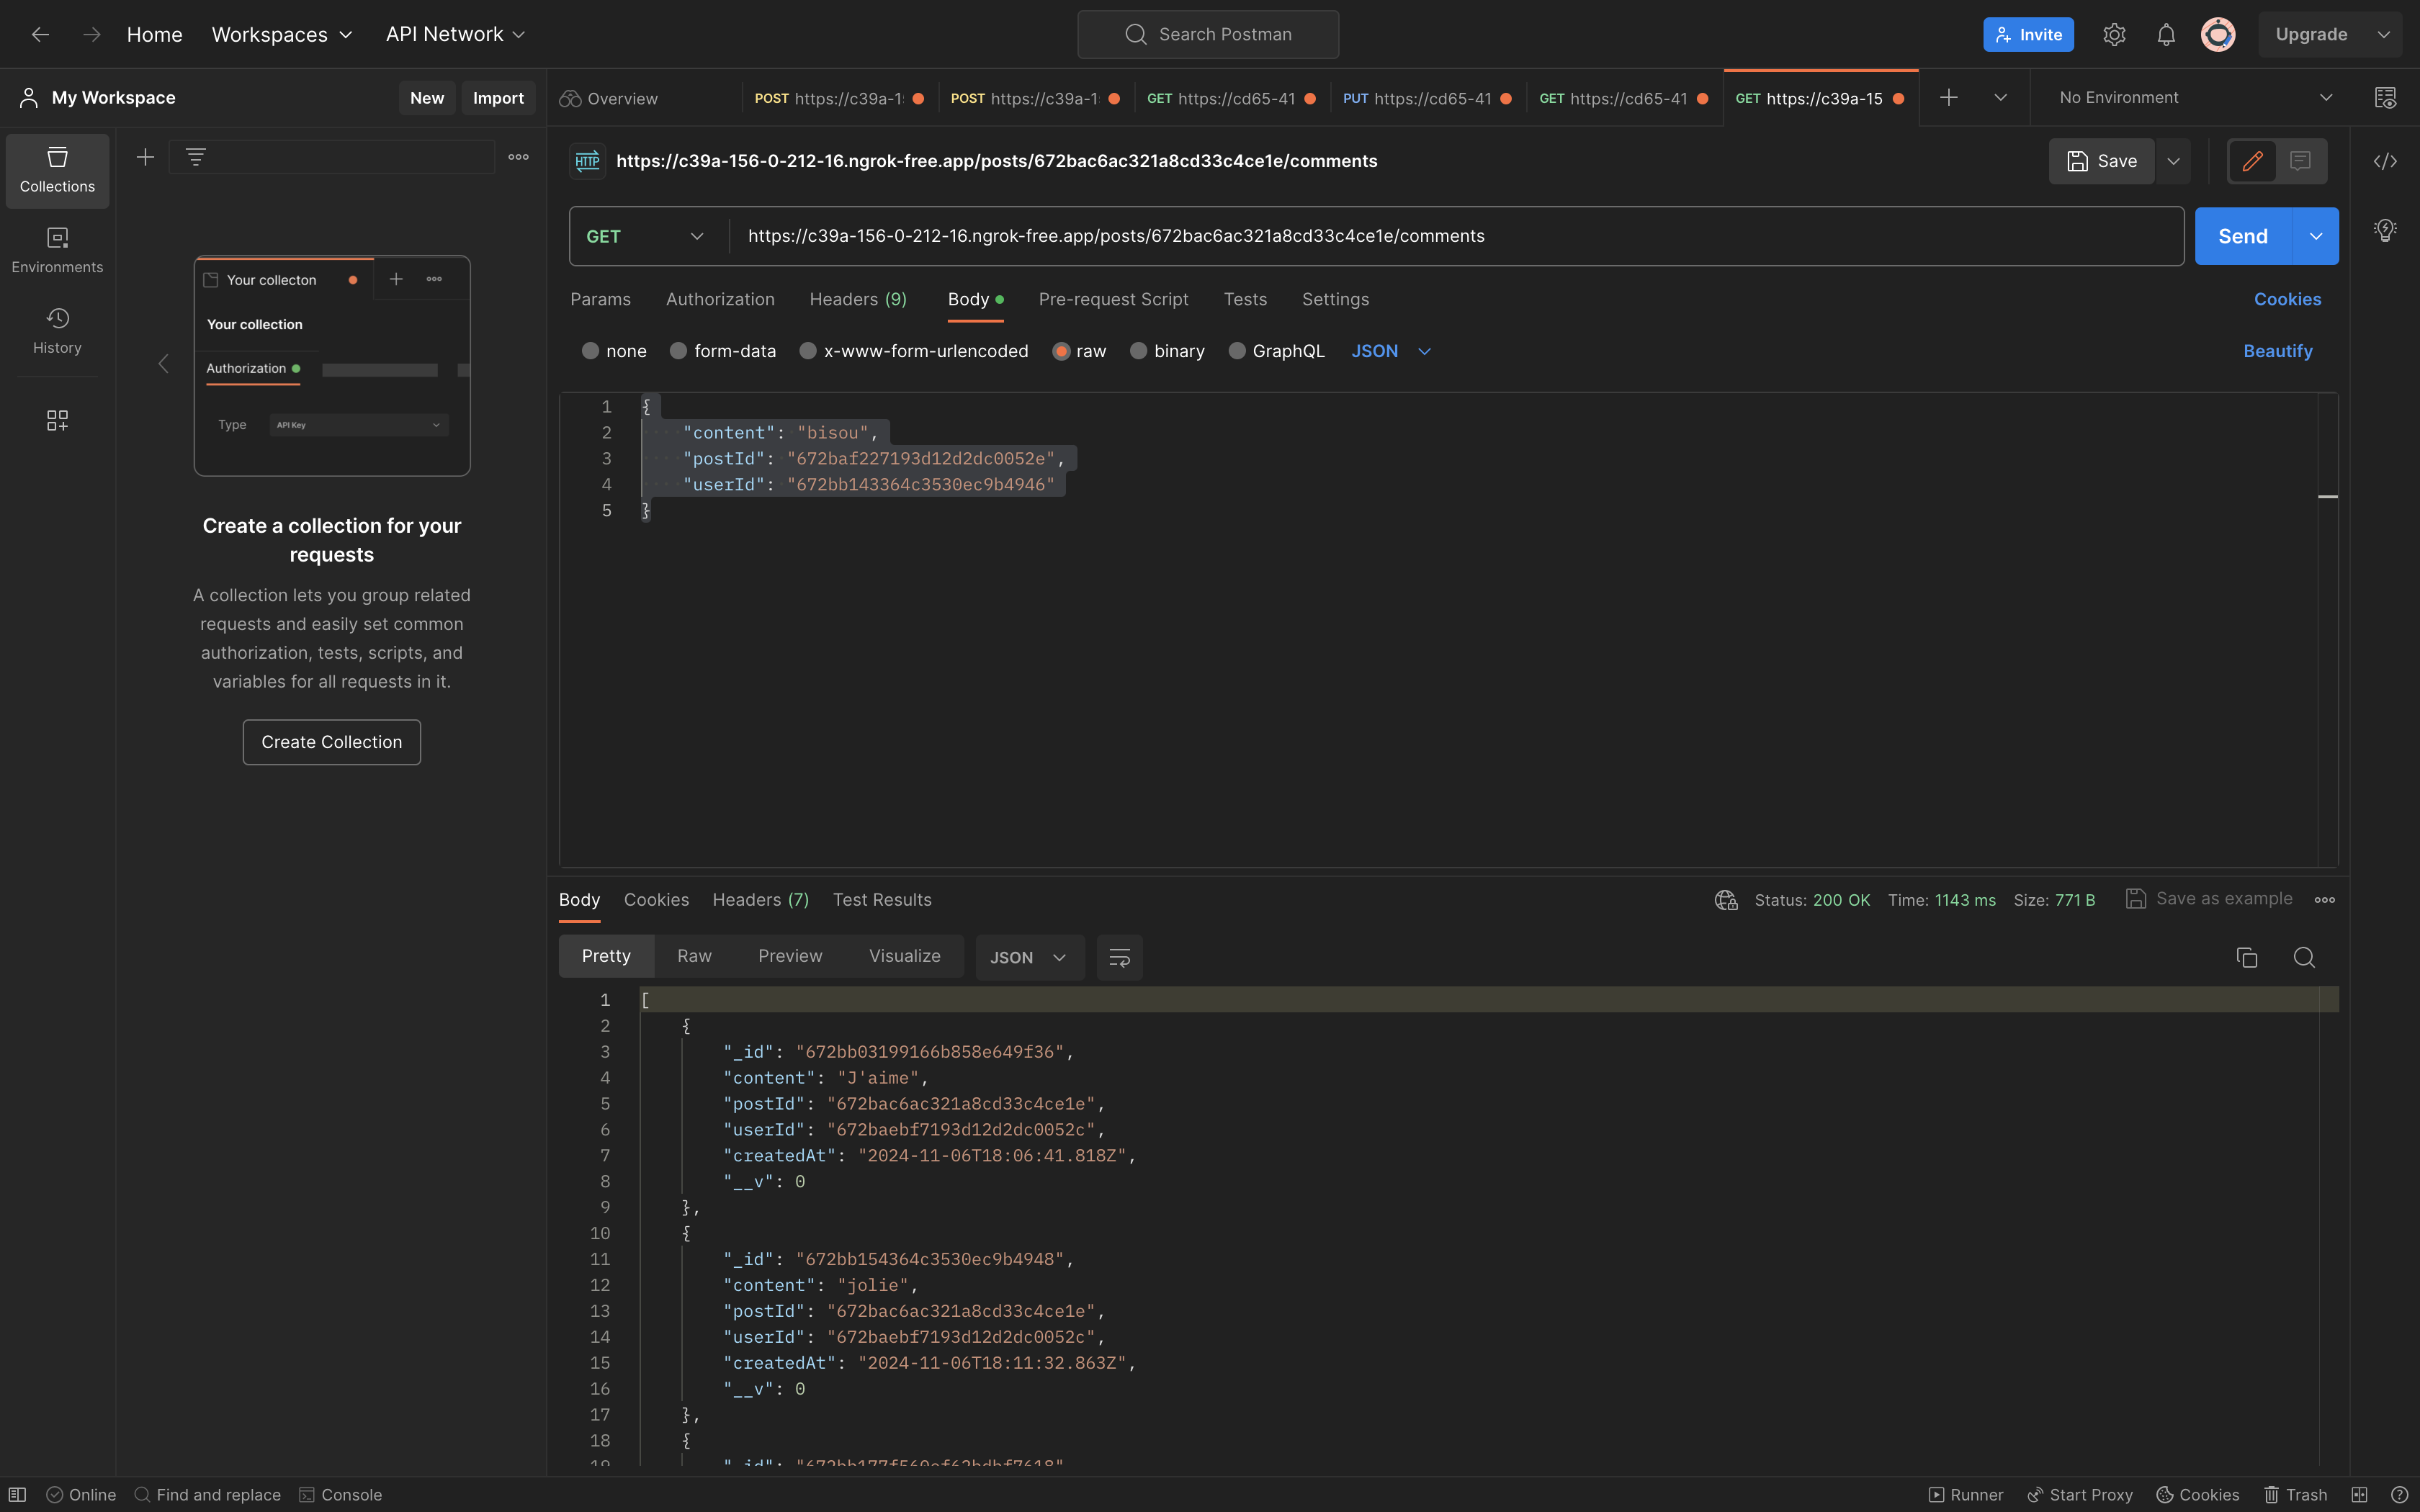 Home Workspaces API Network
Search Postman
Invite
Upgrade
My Workspace
New Import
Overview
POST https://c39a-1
POST https://c39a-1
GET https://cd65-41
PUT https://cd65-41
GET https://cd65-41
GET https://c39a-15
No Environment
Collections
Environments
History
Your collecton
Your collection
Authorization
Type API Key
Create a collection for your
requests
A collection lets you group related
requests and easily set common
authorization, tests, scripts, and
variables for all requests in it.
Create Collection
HTTP https://c39a-156-0-212-16.ngrok-free.app/posts/672bac6ac321a8cd33c4ce1e/comments
Save
GET https://c39a-156-0-212-16.ngrok-free.app/posts/672bac6ac321a8cd33c4ce1e/comments
Send
Params Authorization Headers (9) Body Pre-request Script Tests Settings
Cookies
none form-data x-www-form-urlencoded raw binary GraphQL JSON
Beautify
1 {
2 "content": "bisou",
3 "postId": "672baf227193d12d2dc0052e",
4 "userId": "672bb143364c3530ec9b4946"
5 }
Body Cookies Headers (7) Test Results
Status: 200 OK Time: 1143 ms Size: 771 B
Save as example
Pretty Raw Preview Visualize JSON
1 [
2 {
3 "_id": "672bb03199166b858e649f36",
4 "content": "J'aime",
5 "postId": "672bac6ac321a8cd33c4ce1e",
6 "userId": "672baebf7193d12d2dc0052c",
7 "createdAt": "2024-11-06T18:06:41.818Z",
8 "__v": 0
9 },
10 {
11 "_id": "672bb154364c3530ec9b4948",
12 "content": "jolie",
13 "postId": "672bac6ac321a8cd33c4ce1e",
14 "userId": "672baebf7193d12d2dc0052c",
15 "createdAt": "2024-11-06T18:11:32.863Z",
16 "__v": 0
17 },
18 {
19 "_id":
Online Find and replace Console
Runner Start Proxy Cookies Trash